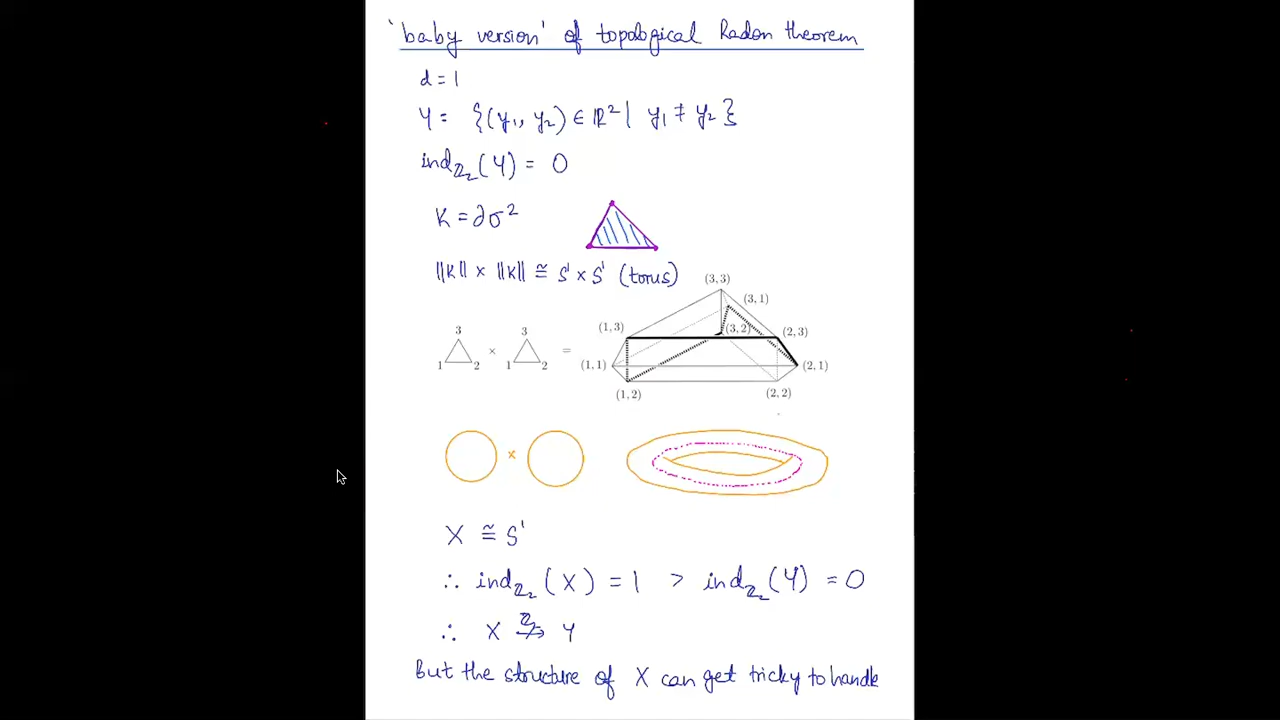 'baby version' of topological Radon theorem
d = 1
Y = {(y₁, y₂) ∈ ℝ² | y₁ ≠ y₂}
ind_ℤ₂(Y) = 0
K = ∂σ²
||K|| × ||K|| ≅ S¹ × S¹ (torus)
(3, 3)
(3, 1)
(1, 3) (3, 2) (2, 3)
3 3
× =
1 2 1 2 (1, 1) (2, 1)
(1, 2) (2, 2)
×
X ≅ S¹
∴ ind_ℤ₂(X) = 1 > ind_ℤ₂(Y) = 0
∴ X ℤ₂↛ Y
But the structure of X can get tricky to handle